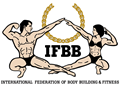 IFBB
INTERNATIONAL FEDERATION OF BODY BUILDING & FITNESS